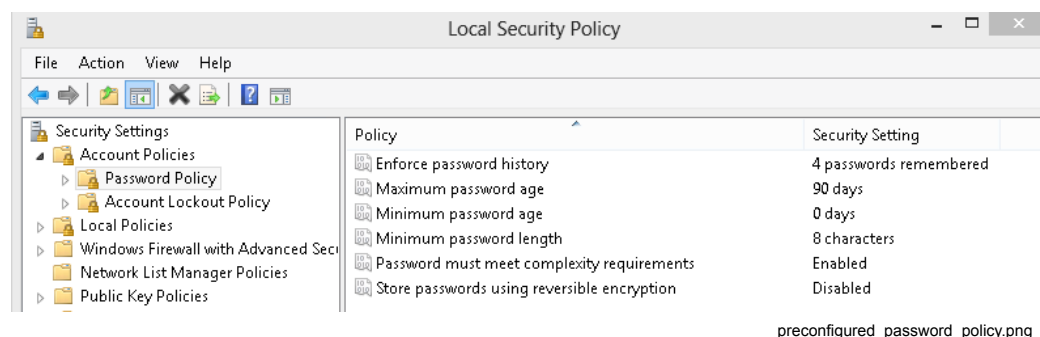 Local Security Policy
File Action View Help
Security Settings
Account Policies
Password Policy
Account Lockout Policy
Local Policies
Windows Firewall with Advanced Seci
Network List Manager Policies
Public Key Policies
Policy Security Setting
Enforce password history 4 passwords remembered
Maximum password age 90 days
Minimum password age 0 days
Minimum password length 8 characters
Password must meet complexity requirements Enabled
Store passwords using reversible encryption Disabled
preconfigured_password_policy.png